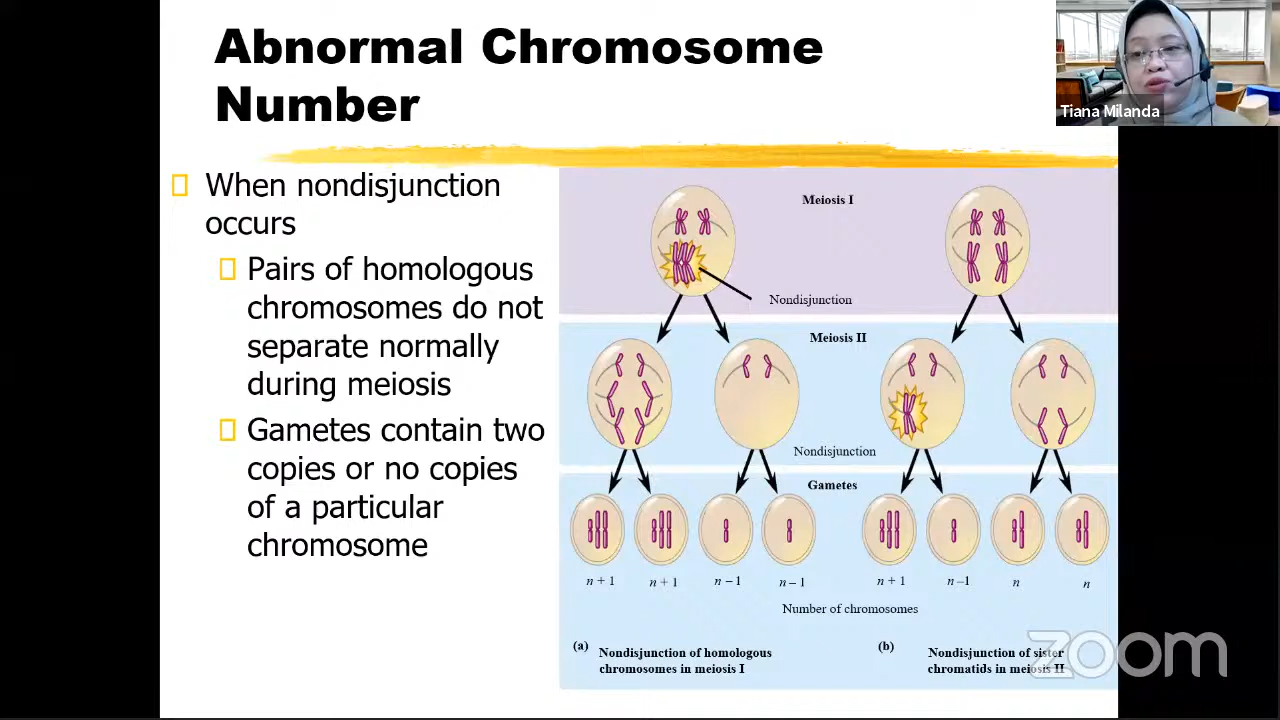 Abnormal Chromosome
Number
Tiana Milanda
When nondisjunction
occurs
Pairs of homologous
chromosomes do not
separate normally
during meiosis
Gametes contain two
copies or no copies
of a particular
chromosome
Meiosis I
Nondisjunction
Meiosis II
Nondisjunction
Gametes
n + 1 n + 1 n – 1 n – 1 n + 1 n –1 n n
Number of chromosomes
(a) Nondisjunction of homologous
chromosomes in meiosis I
(b) Nondisjunction of sister
chromatids in meiosis II
zoom